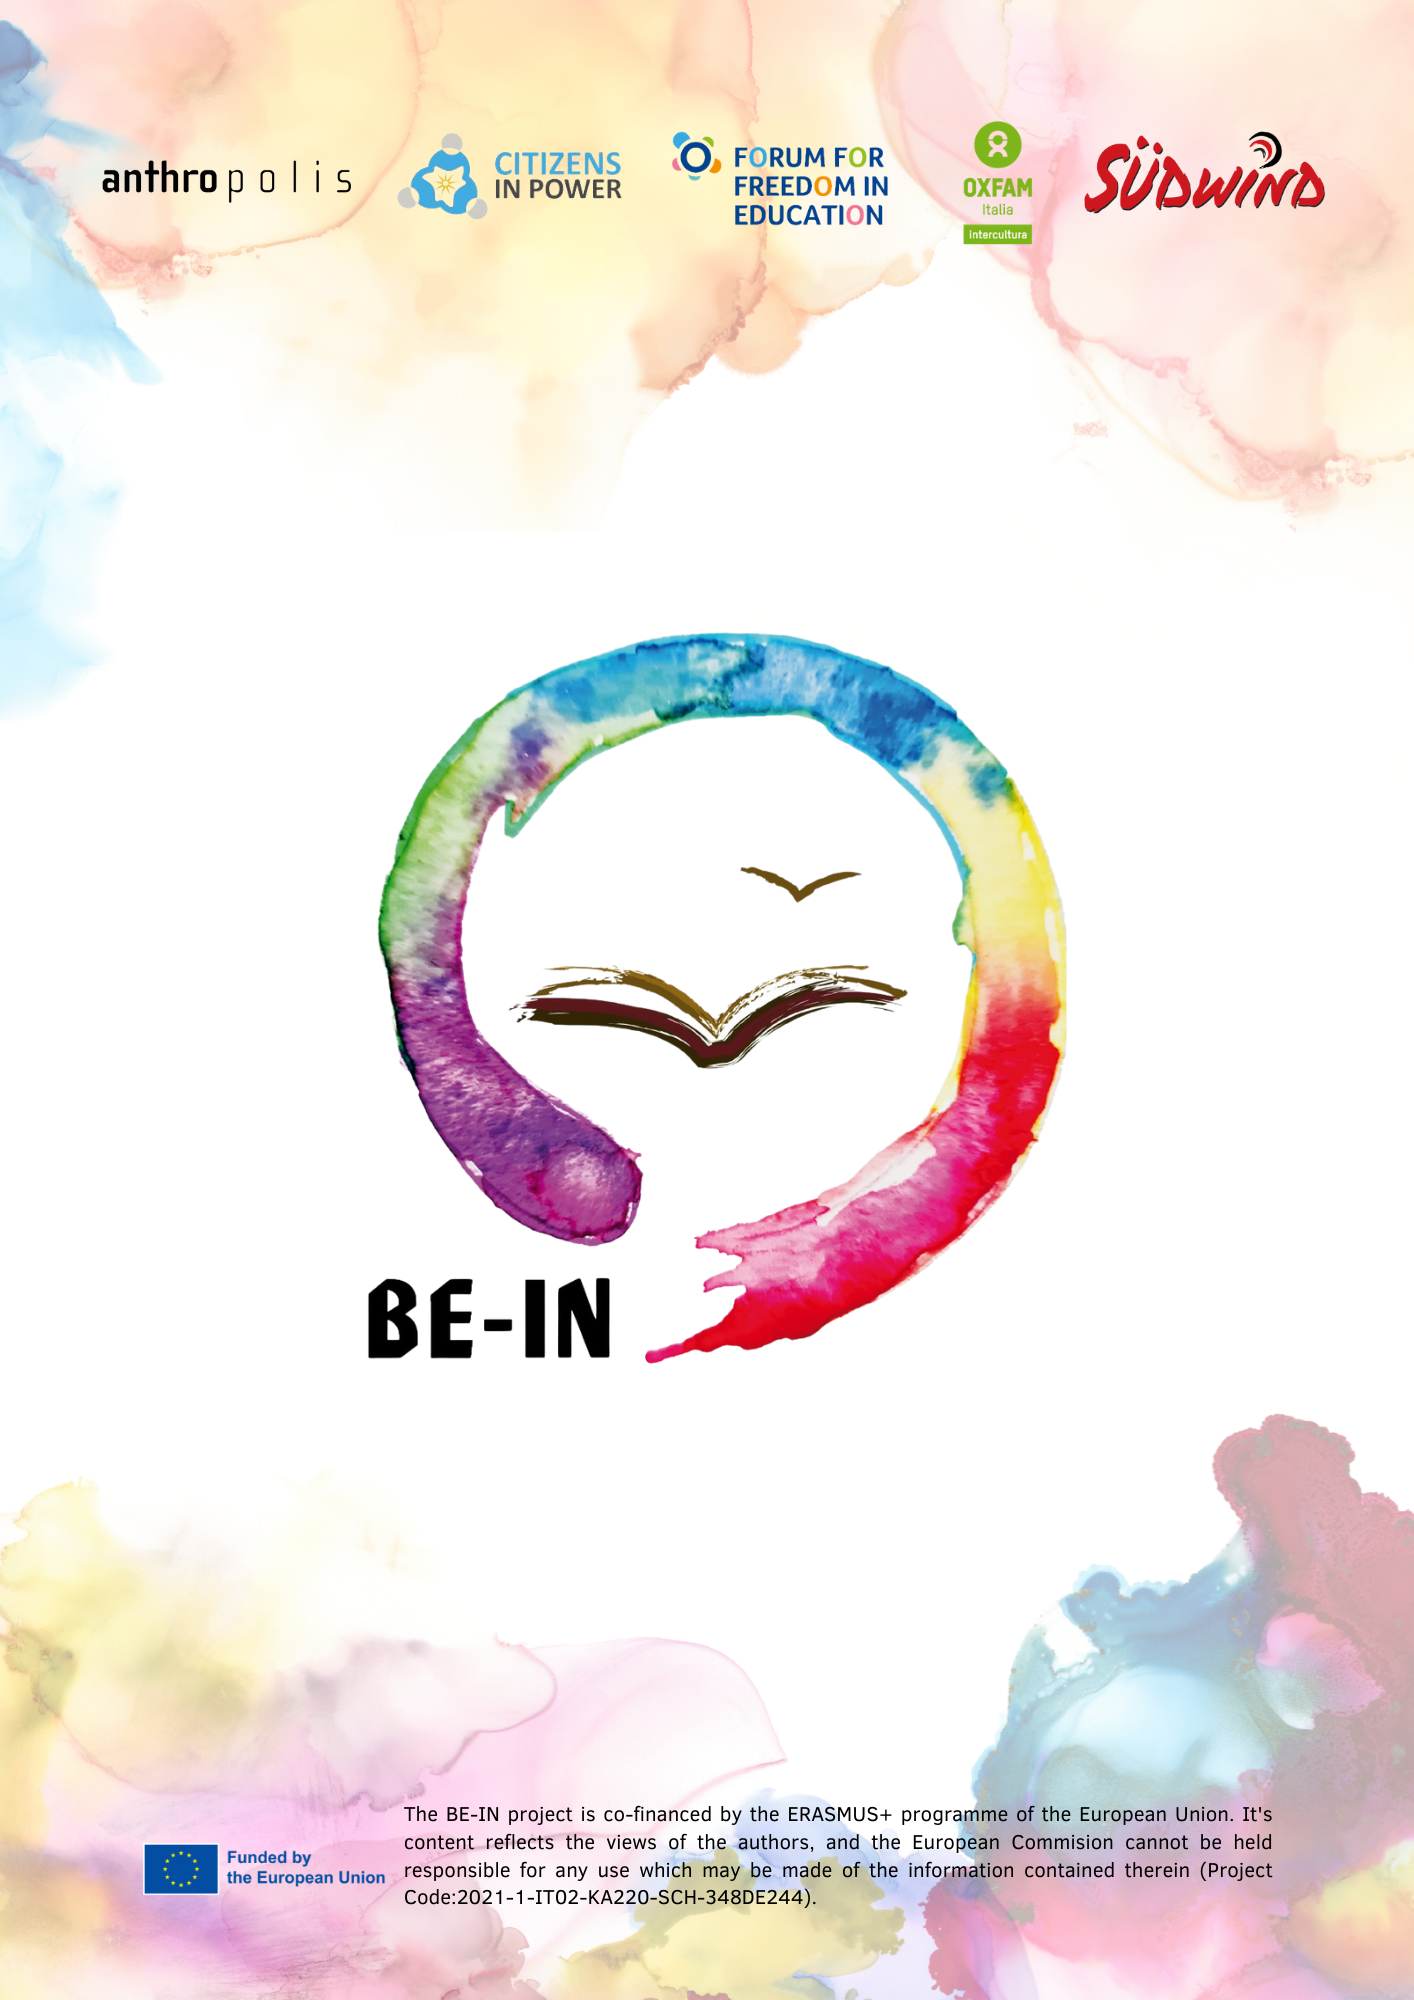 anthropolis
CITIZENS
IN POWER
FORUM FOR
FREEDOM IN
EDUCATION
OXFAM
Italia
intercultura
SÜDWIND
BE-IN
Funded by
the European Union
The BE-IN project is co-financed by the ERASMUS+ programme of the European Union. It's
content reflects the views of the authors, and the European Commision cannot be held
responsible for any use which may be made of the information contained therein (Project
Code:2021-1-IT02-KA220-SCH-348DE244).